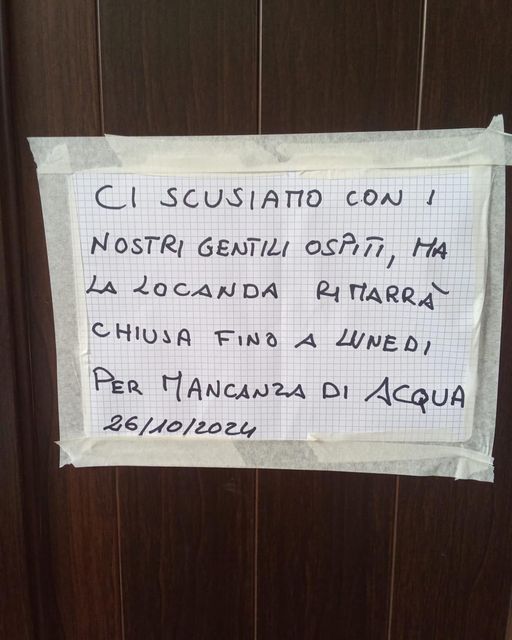 CI SCUSIAMO CON I
NOSTRI GENTILI OSPITI, MA
LA LOCANDA RIMARRÀ
CHIUSA FINO A LUNEDI
PER MANCANZA DI ACQUA
26/10/2024